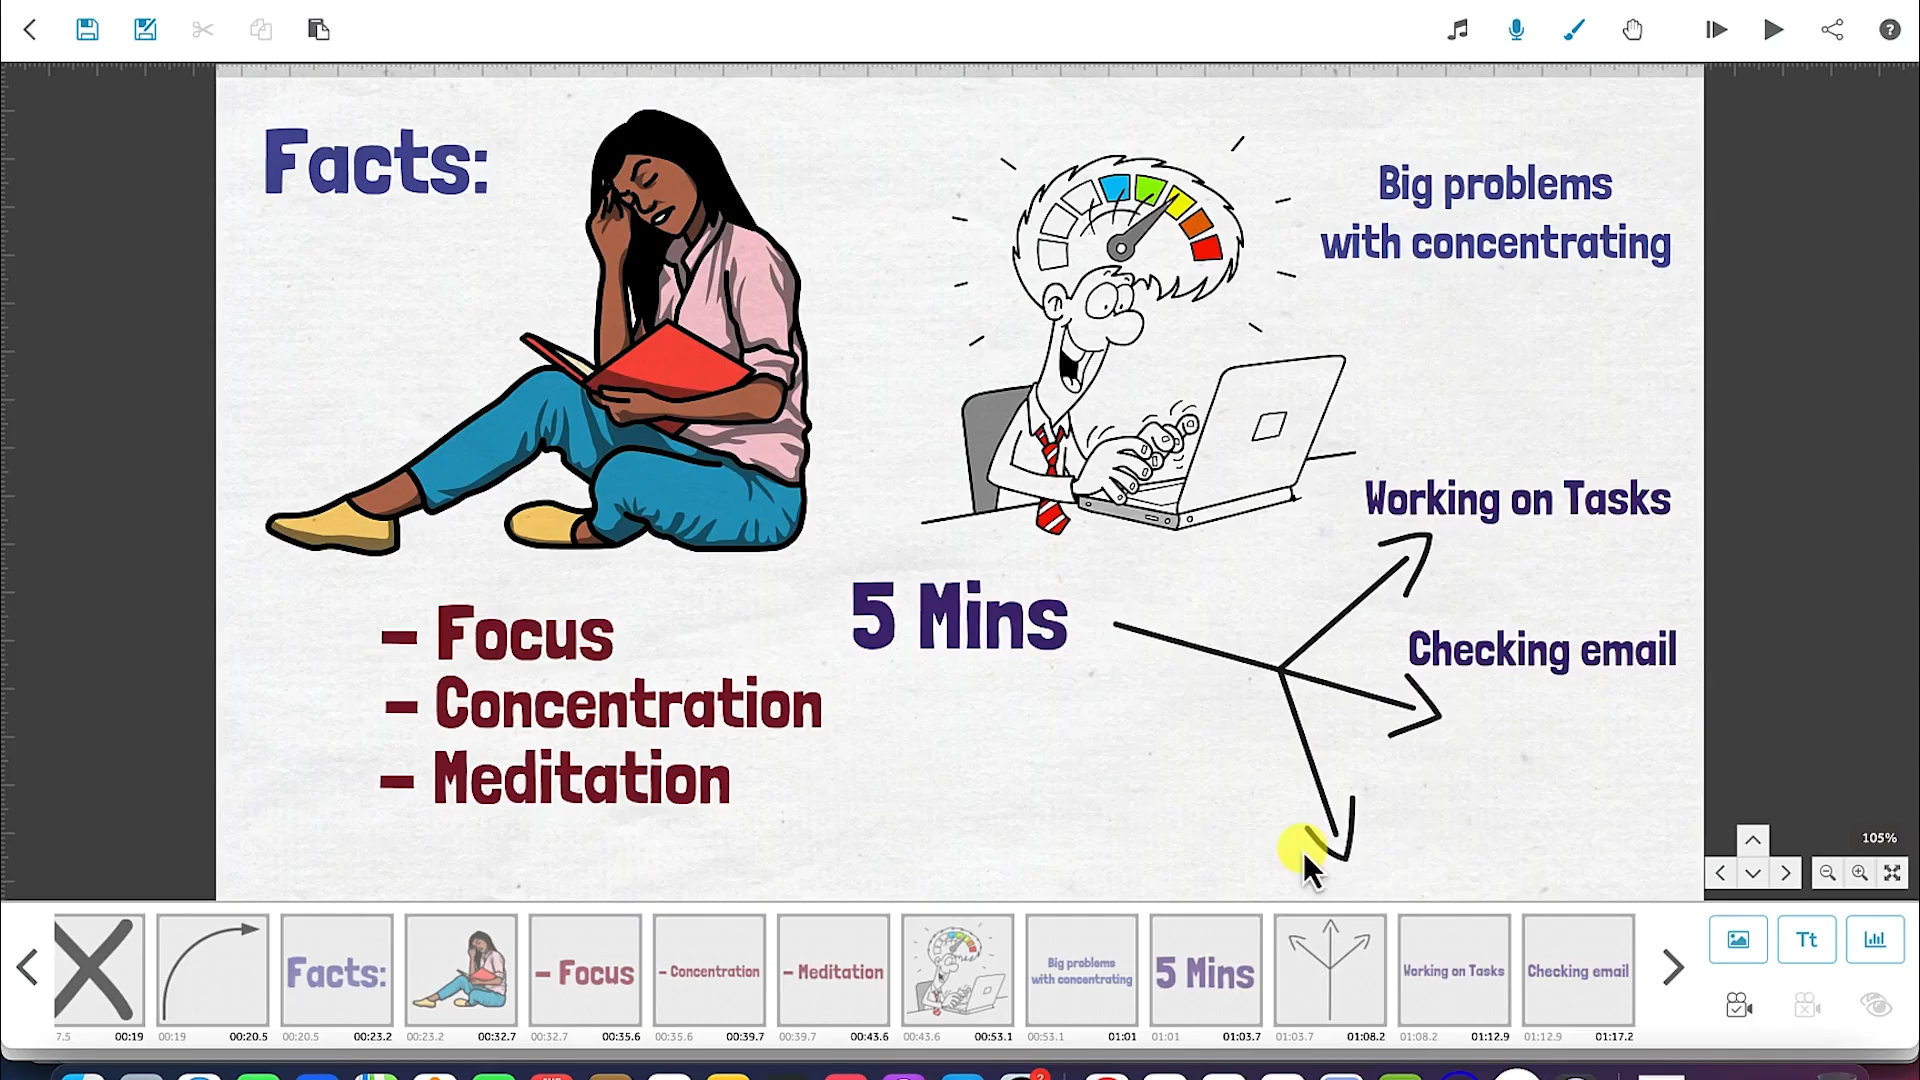 Facts:
Big problems
with concentrating
Working on Tasks
5 Mins
Checking email
– Focus
– Concentration
– Meditation
105%
Facts:
– Focus
– Concentration
– Meditation
Big problems
with concentrating
5 Mins
Working on Tasks
Checking email
Tt
7.5 00:19
00:19 00:20.5
00:20.5 00:23.2
00:23.2 00:32.7
00:32.7 00:35.6
00:35.6 00:39.7
00:39.7 00:43.6
00:43.6 00:53.1
00:53.1 01:01
01:01 01:03.7
01:03.7 01:08.2
01:08.2 01:12.9
01:12.9 01:17.2
2